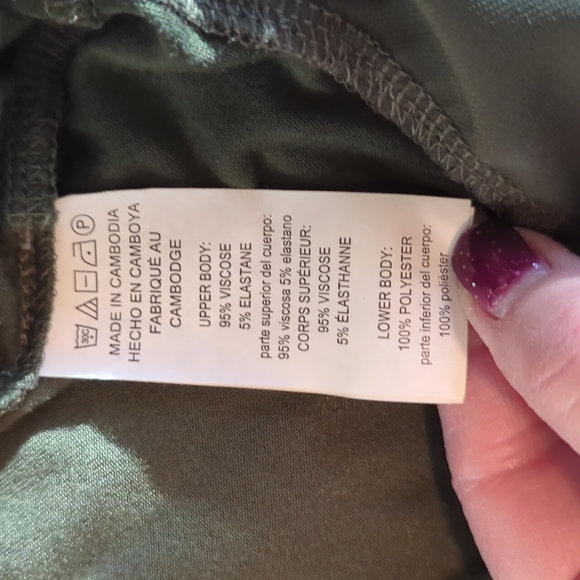 30C P
MADE IN CAMBODIA
HECHO EN CAMBOYA
FABRIQUÉ AU
CAMBODGE
UPPER BODY:
95% VISCOSE
5% ELASTANE
parte superior del cuerpo:
95% viscosa 5% elastano
CORPS SUPÉRIEUR:
95% VISCOSE
5% ÉLASTHANNE
LOWER BODY:
100% POLYESTER
parte inferior del cuerpo:
100% poliéster